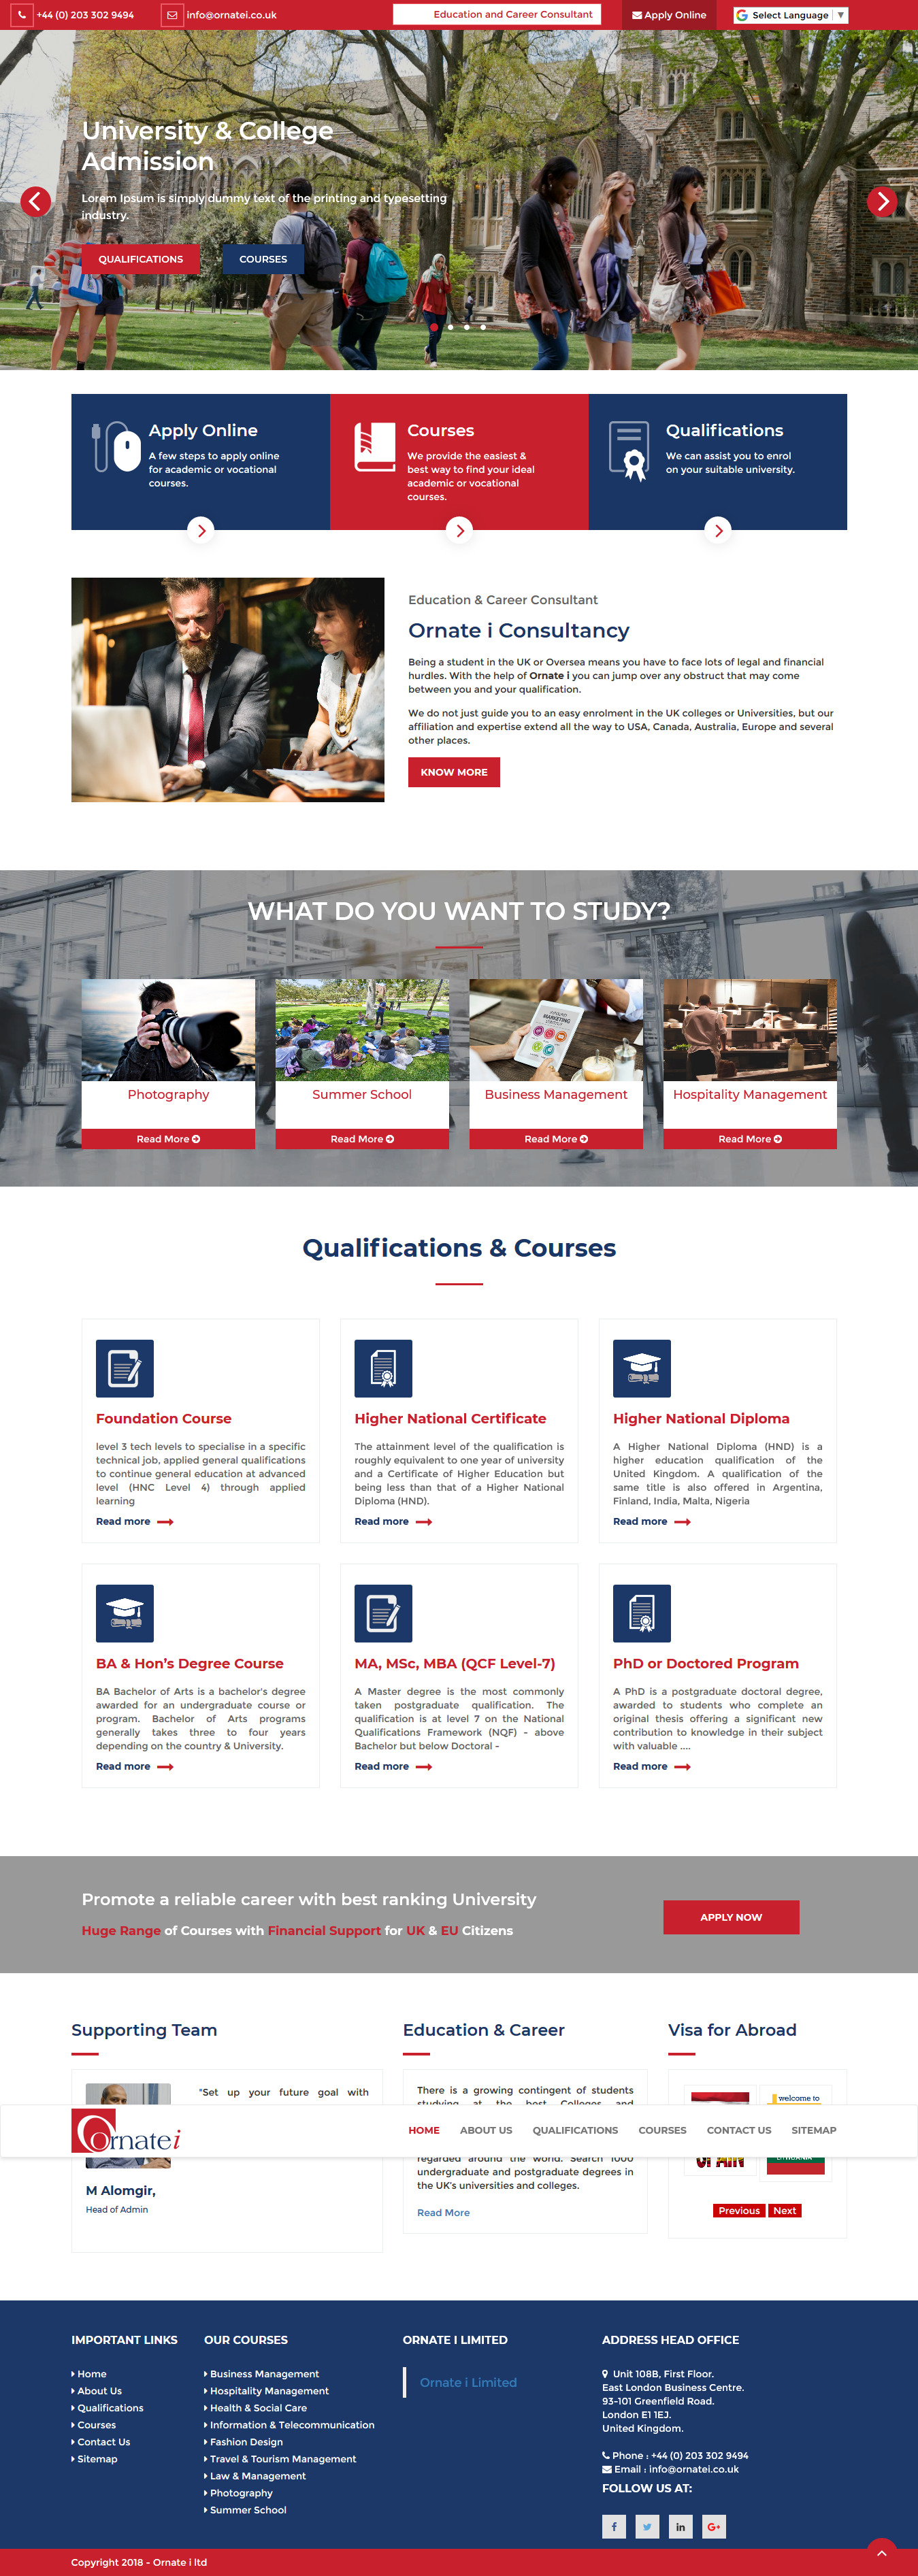 +44 (0) 203 302 9494
info@ornatei.co.uk
Education and Career Consultant
Apply Online
Select Language ▼
University & College
Admission
Lorem Ipsum is simply dummy text of the printing and typesetting
industry.
QUALIFICATIONS
COURSES
Apply Online
A few steps to apply online
for academic or vocational
courses.
Courses
We provide the easiest &
best way to find your ideal
academic or vocational
courses.
Qualifications
We can assist you to enrol
on your suitable university.
Education & Career Consultant
Ornate i Consultancy
Being a student in the UK or Oversea means you have to face lots of legal and financial
hurdles. With the help of Ornate i you can jump over any obstruct that may come
between you and your qualification.
We do not just guide you to an easy enrolment in the UK colleges or Universities, but our
affiliation and expertise extend all the way to USA, Canada, Australia, Europe and several
other places.
KNOW MORE
WHAT DO YOU WANT TO STUDY?
MARKETING
Photography
Read More
Summer School
Read More
Business Management
Read More
Hospitality Management
Read More
Qualifications & Courses
Foundation Course
level 3 tech levels to specialise in a specific
technical job, applied general qualifications
to continue general education at advanced
level (HNC Level 4) through applied
learning
Read more
Higher National Certificate
The attainment level of the qualification is
roughly equivalent to one year of university
and a Certificate of Higher Education but
being less than that of a Higher National
Diploma (HND).
Read more
Higher National Diploma
A Higher National Diploma (HND) is a
higher education qualification of the
United Kingdom. A qualification of the
same title is also offered in Argentina,
Finland, India, Malta, Nigeria
Read more
BA & Hon's Degree Course
BA Bachelor of Arts is a bachelor's degree
awarded for an undergraduate course or
program. Bachelor of Arts programs
generally takes three to four years
depending on the country & University.
Read more
MA, MSc, MBA (QCF Level-7)
A Master degree is the most commonly
taken postgraduate qualification. The
qualification is at level 7 on the National
Qualifications Framework (NQF) - above
Bachelor but below Doctoral -
Read more
PhD or Doctored Program
A PhD is a postgraduate doctoral degree,
awarded to students who complete an
original thesis offering a significant new
contribution to knowledge in their subject
with valuable ....
Read more
Promote a reliable career with best ranking University
Huge Range of Courses with Financial Support for UK & EU Citizens
APPLY NOW
Supporting Team
"Set up your future goal with
M Alomgir,
Head of Admin
Education & Career
There is a growing contingent of students
studying at the best Colleges and
regarded around the world. Search 1000
undergraduate and postgraduate degrees in
the UK's universities and colleges.
Read More
Visa for Abroad
welcome to
LITHUANIA
Previous
Next
Ornate i
HOME
ABOUT US
QUALIFICATIONS
COURSES
CONTACT US
SITEMAP
IMPORTANT LINKS
Home
About Us
Qualifications
Courses
Contact Us
Sitemap
OUR COURSES
Business Management
Hospitality Management
Health & Social Care
Information & Telecommunication
Fashion Design
Travel & Tourism Management
Law & Management
Photography
Summer School
ORNATE I LIMITED
Ornate i Limited
ADDRESS HEAD OFFICE
Unit 108B, First Floor.
East London Business Centre.
93-101 Greenfield Road.
London E1 1EJ.
United Kingdom.
Phone : +44 (0) 203 302 9494
Email : info@ornatei.co.uk
FOLLOW US AT:
Copyright 2018 - Ornate i ltd